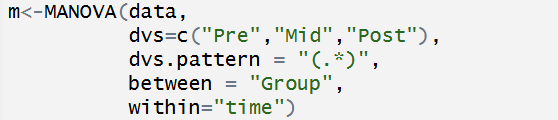 m<-MANOVA(data,
dvs=c("Pre","Mid","Post"),
dvs.pattern = "(.*)",
between = "Group",
within="time")